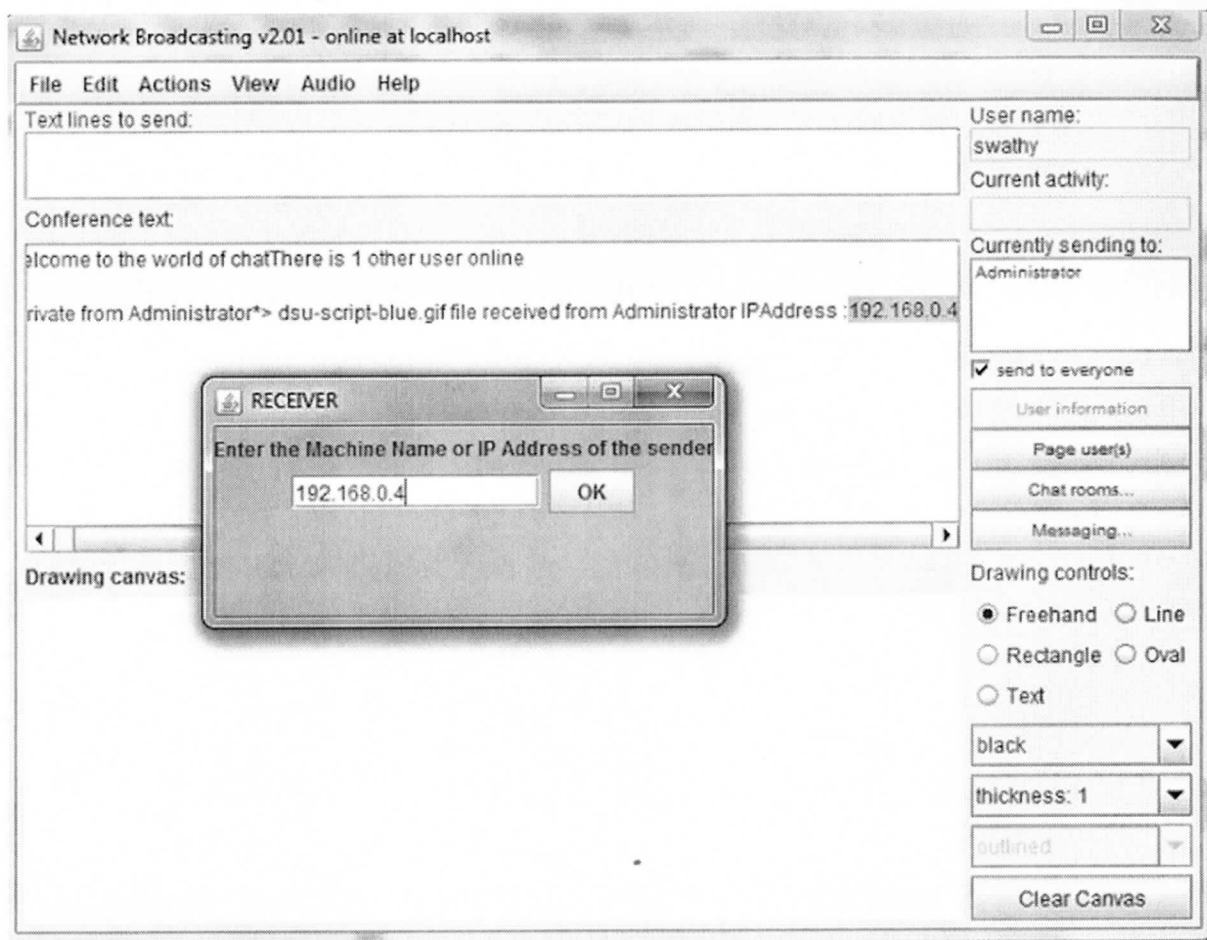 Network Broadcasting v2.01 - online at localhost
File Edit Actions View Audio Help
Text lines to send:
User name:
swathy
Current activity:
Conference text:
elcome to the world of chatThere is 1 other user online
rivate from Administrator*> dsu-script-blue.gif file received from Administrator IPAddress :192.168.0.4
Currently sending to:
Administrator
send to everyone
User information
Page user(s)
Chat rooms...
Messaging...
RECEIVER
Enter the Machine Name or IP Address of the sender
192.168.0.4
OK
Drawing canvas:
Drawing controls:
Freehand Line
Rectangle Oval
Text
black
thickness: 1
outlined
Clear Canvas